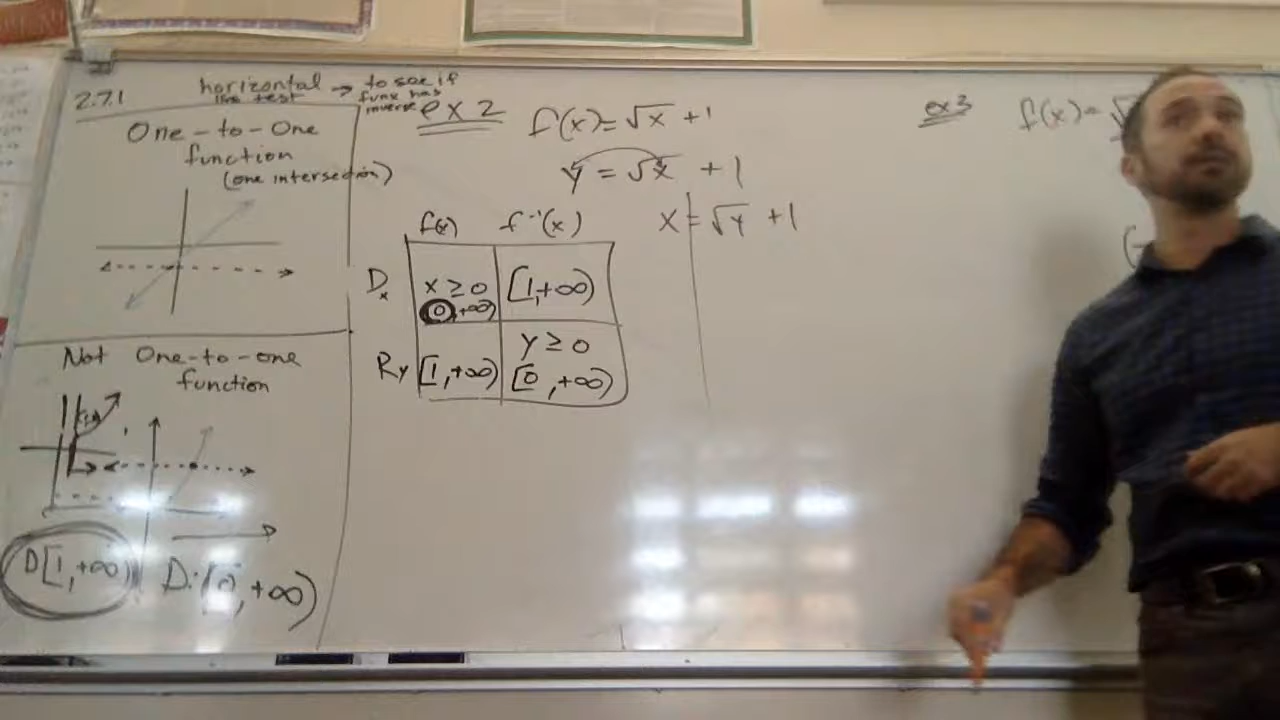 2.7.1
horizontal line test → to see if func has inverse
One-to-One
function
(one intersection)
Not One-to-one
function
D[1,+∞)
D:(0,+∞)
ex 2 f(x)=√x +1
y = √x + 1
x = √y +1
f(x) f⁻¹(x)
Dx x ≥ 0 [1,+∞)
[0,+∞)
y ≥ 0
Ry [1,+∞) [0,+∞)
ex 3 f(x)=√